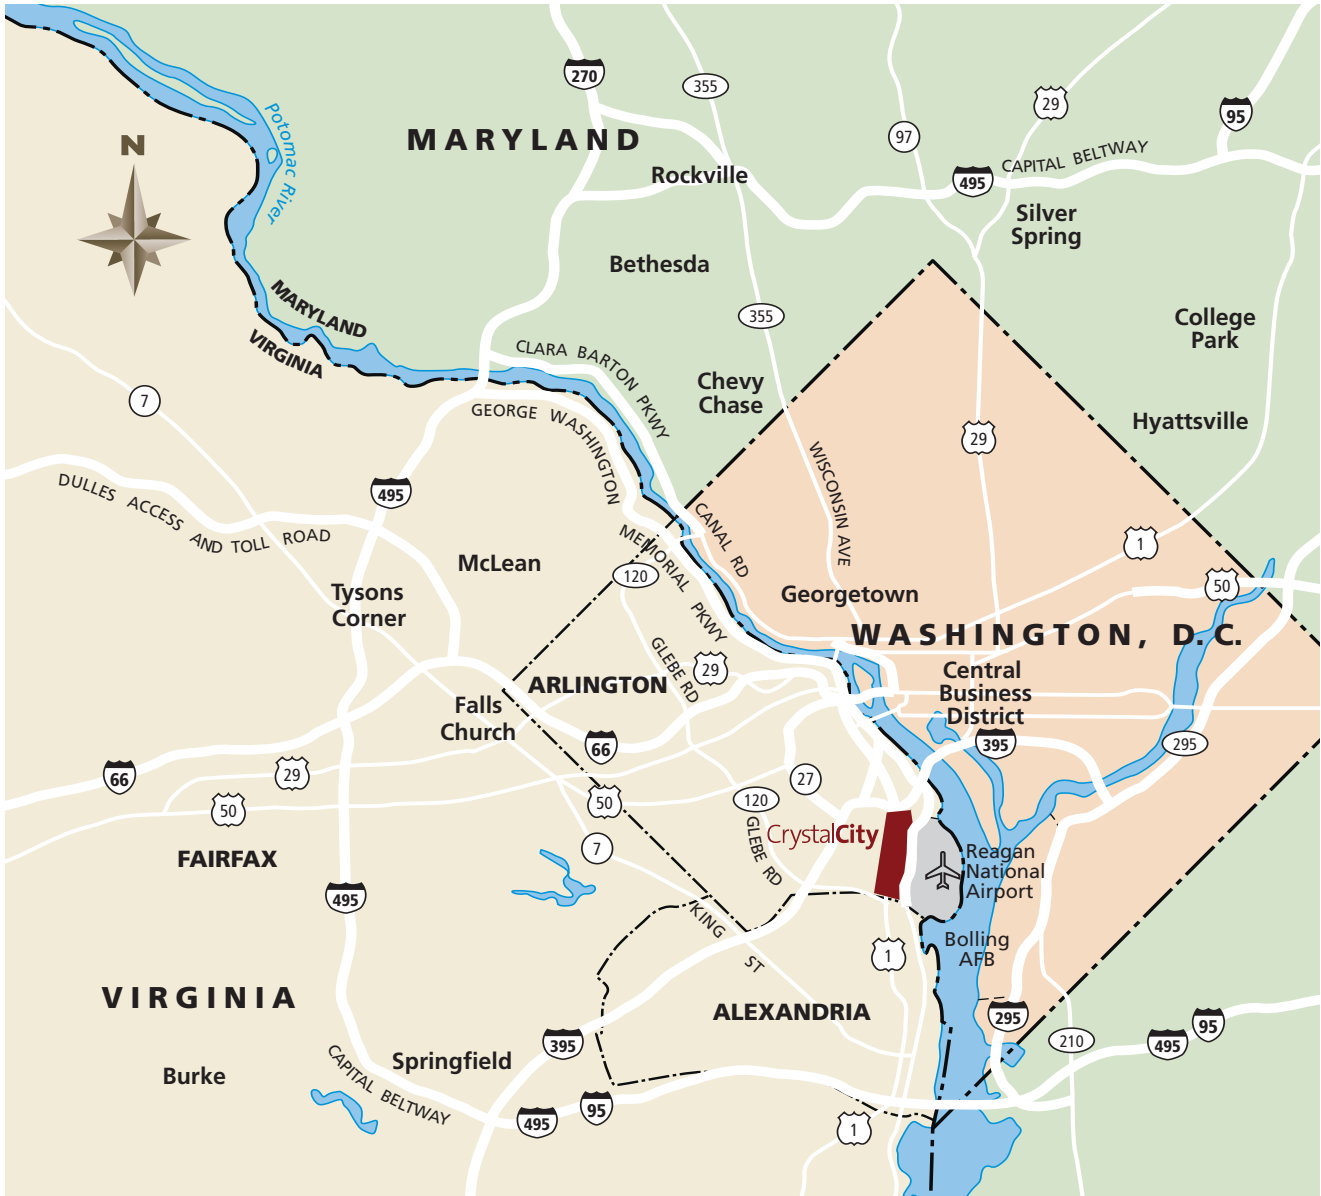 270
355
29
95
97
Potomac River
MARYLAND
N
CAPITAL BELTWAY
Rockville
495
Silver
Spring
Bethesda
MARYLAND
VIRGINIA
355
College
Park
CLARA BARTON PKWY
Chevy
Chase
7
GEORGE WASHINGTON
MEMORIAL PKWY
Hyattsville
29
WISCONSIN AVE
DULLES ACCESS AND TOLL ROAD
495
CANAL RD
1
McLean
120
50
Tysons
Corner
Georgetown
WASHINGTON, D.C.
GLEBE RD
29
ARLINGTON
Central
Business
District
Falls
Church
66
395
295
66
29
27
50
50
120
CrystalCity
GLEBE RD
7
FAIRFAX
Reagan
National
Airport
495
KING ST
1
Bolling
AFB
VIRGINIA
ALEXANDRIA
295
95
495
210
395
Springfield
Burke
CAPITAL BELTWAY
95
495
1